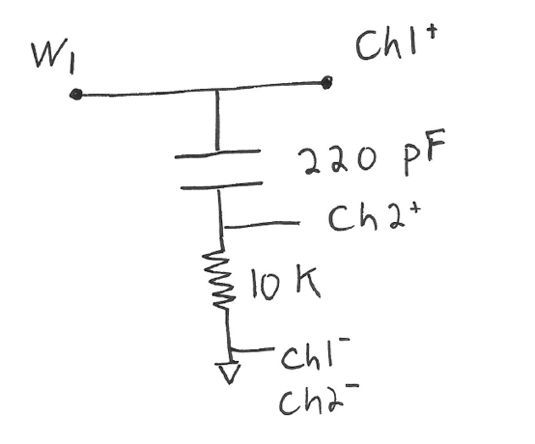 W1
Ch1+
220 pF
Ch2+
10 K
Ch1-
Ch2-